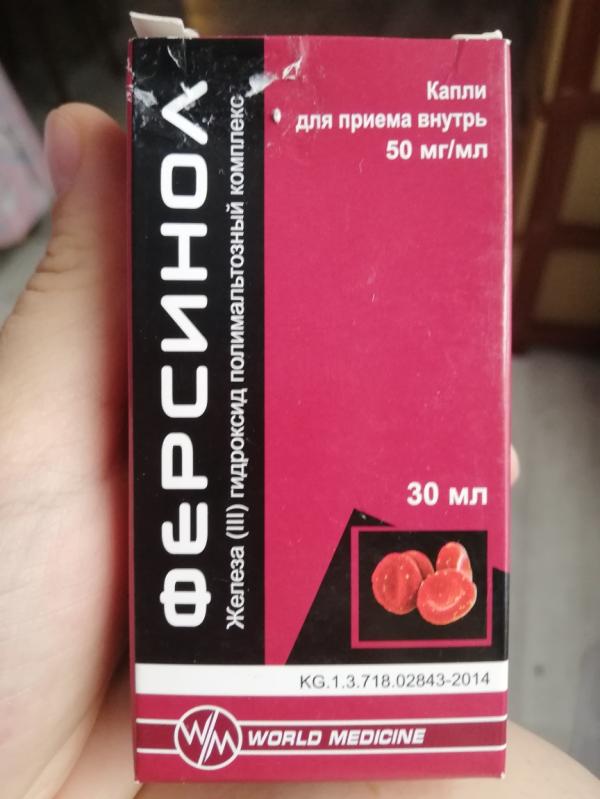 ФЕРСИНОЛ
Железа (III) гидроксид полимальтозный комплекс
Капли
для приема внутрь
50 мг/мл
30 мл
KG.1.3.718.02843-2014
WM WORLD MEDICINE